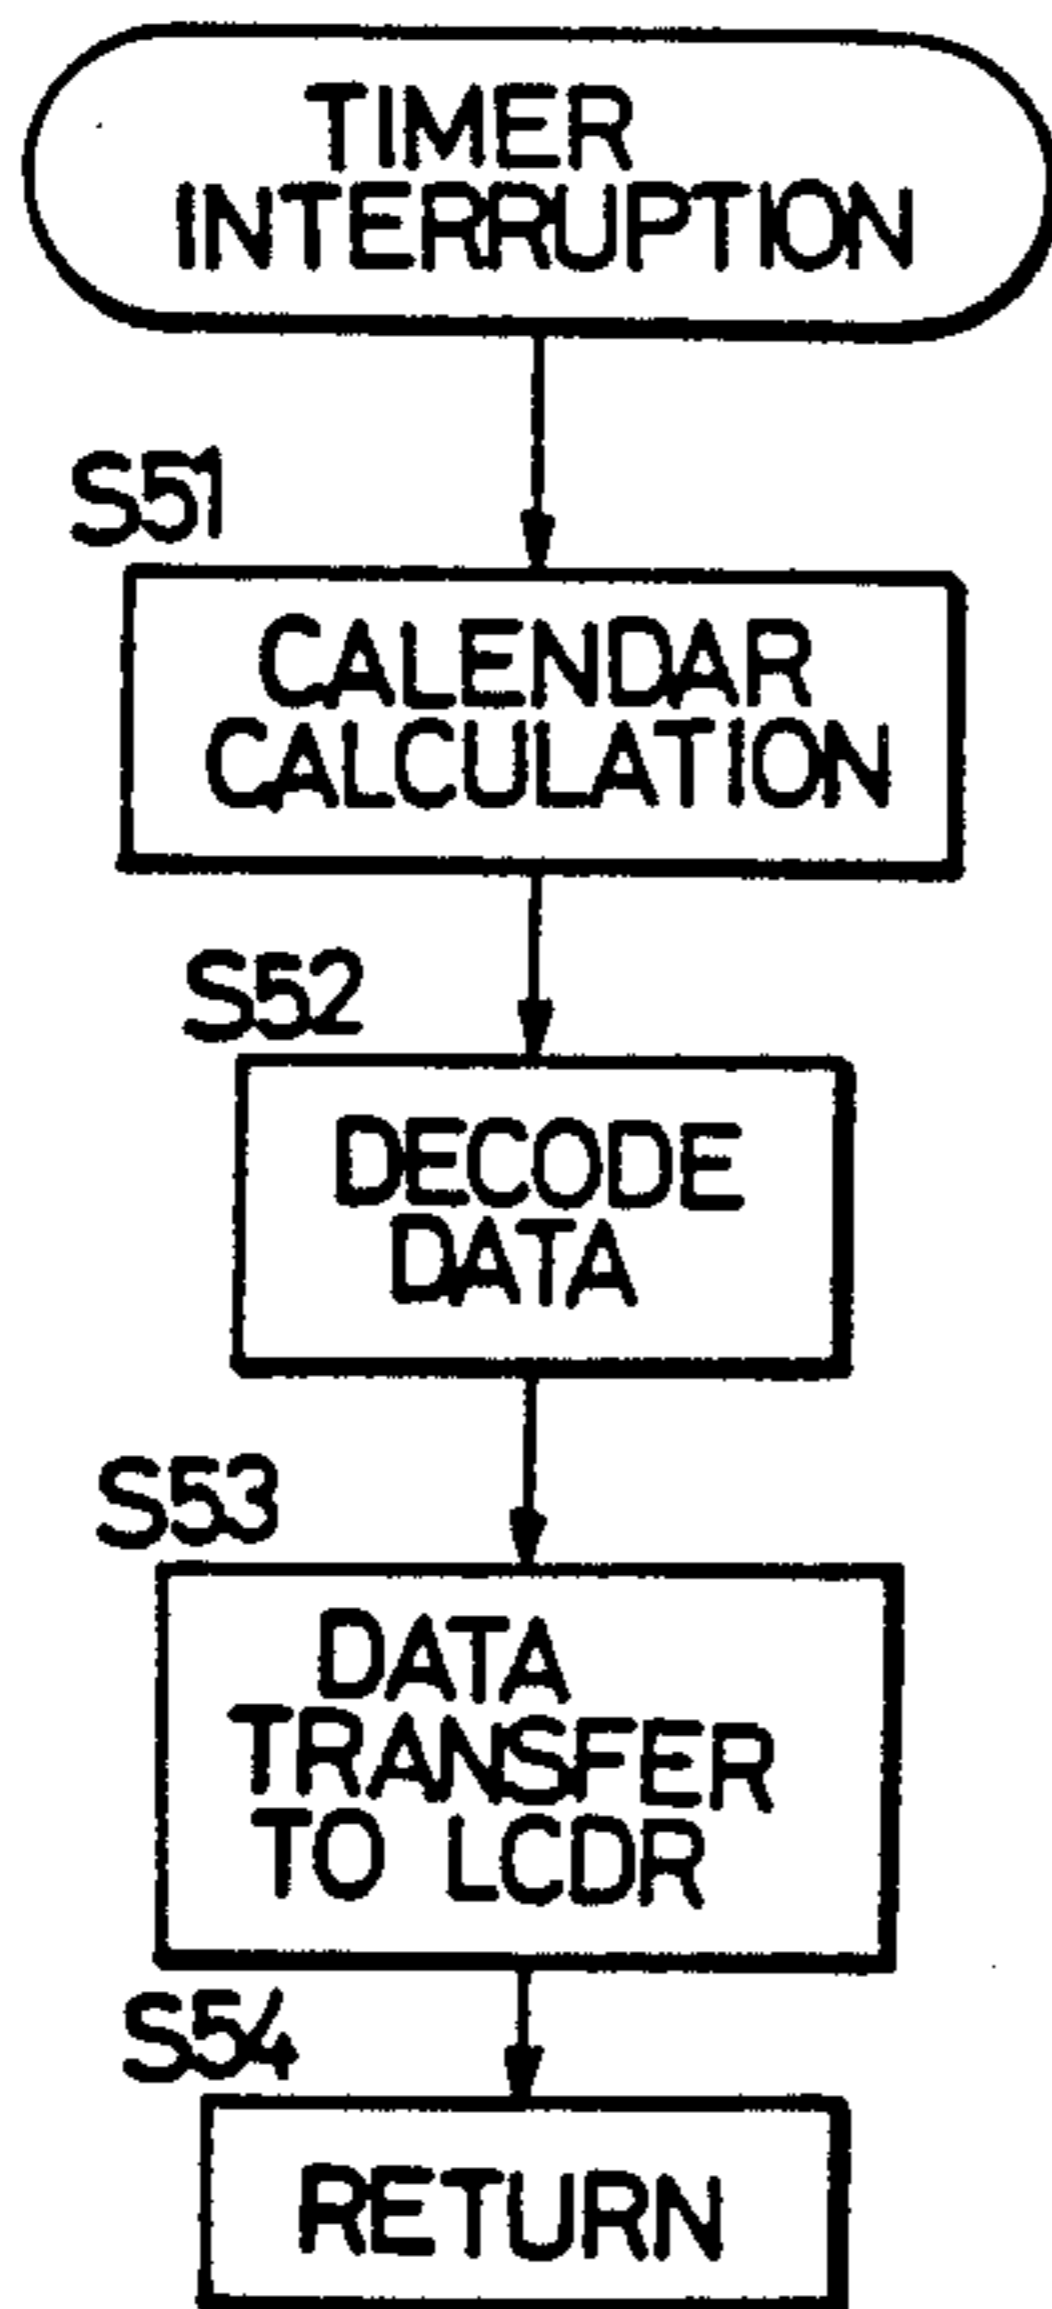 TIMER
INTERRUPTION
S51
CALENDAR
CALCULATION
S52
DECODE
DATA
S53
DATA
TRANSFER
TO LCDR
S54
RETURN